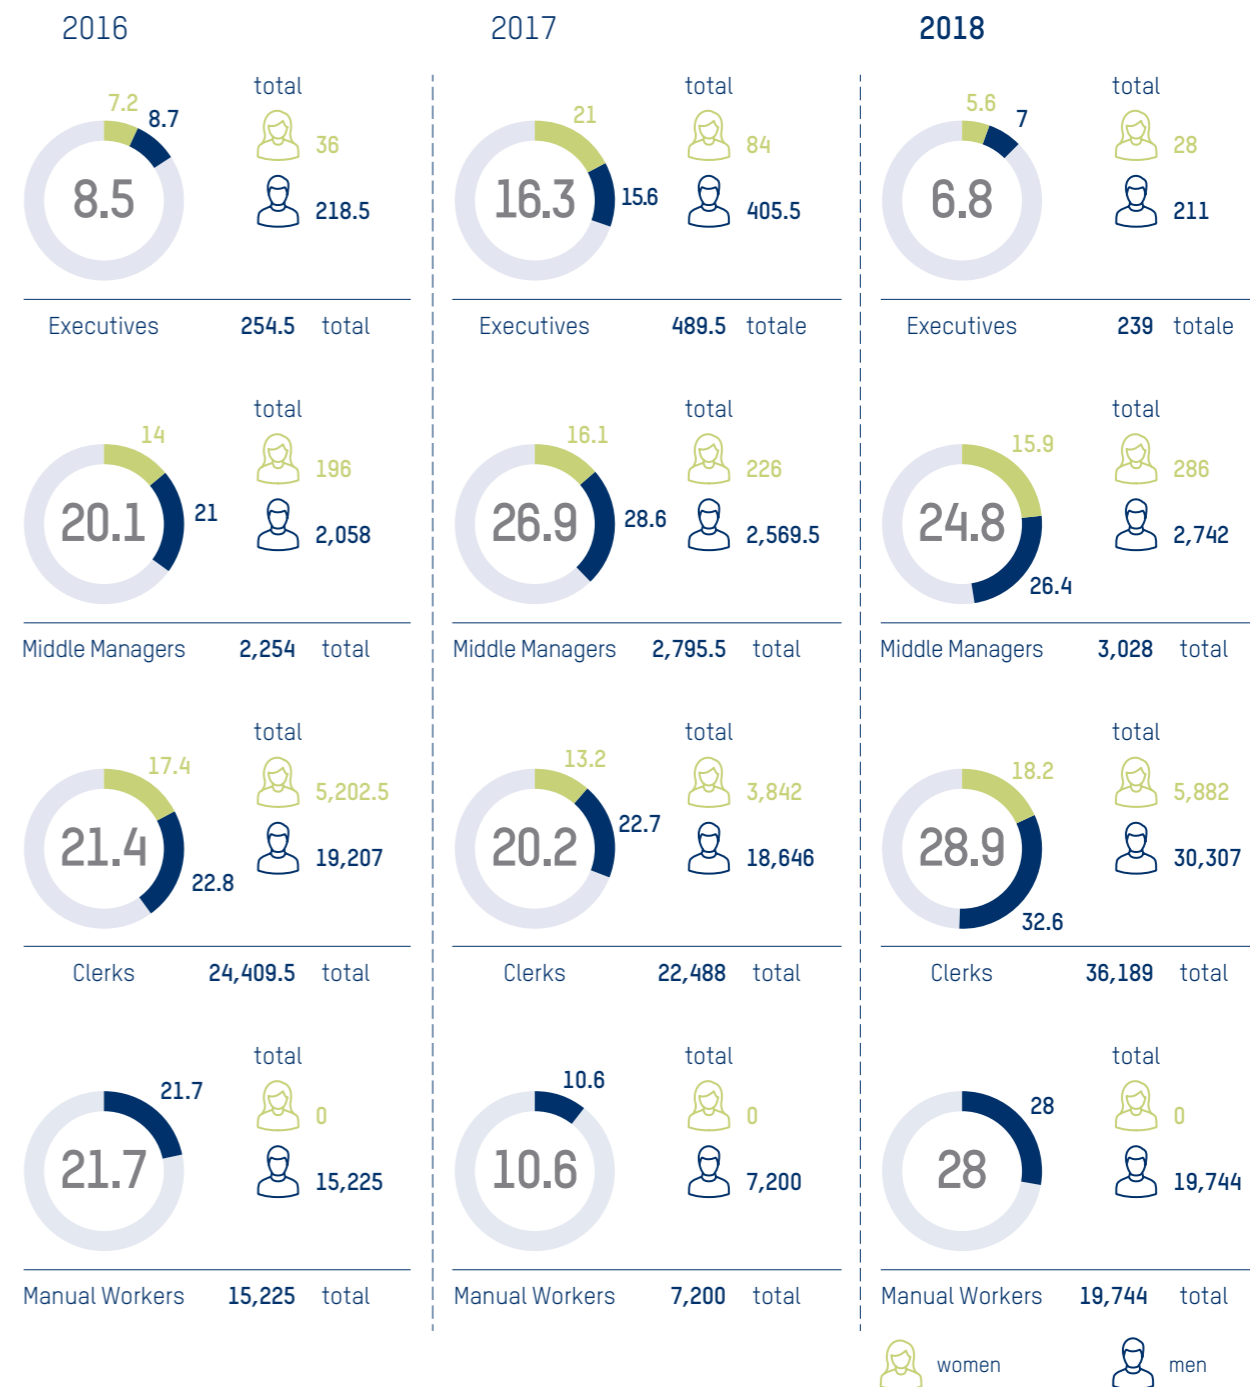 2016
7.2
8.7
8.5
total
36
218.5
Executives 254.5 total
14
21
20.1
total
196
2,058
Middle Managers 2,254 total
17.4
22.8
21.4
total
5,202.5
19,207
Clerks 24,409.5 total
21.7
21.7
total
0
15,225
Manual Workers 15,225 total
2017
21
15.6
16.3
total
84
405.5
Executives 489.5 totale
16.1
28.6
26.9
total
226
2,569.5
Middle Managers 2,795.5 total
13.2
22.7
20.2
total
3,842
18,646
Clerks 22,488 total
10.6
10.6
total
0
7,200
Manual Workers 7,200 total
2018
5.6
7
6.8
total
28
211
Executives 239 totale
15.9
26.4
24.8
total
286
2,742
Middle Managers 3,028 total
18.2
32.6
28.9
total
5,882
30,307
Clerks 36,189 total
28
28
total
0
19,744
Manual Workers 19,744 total
women men